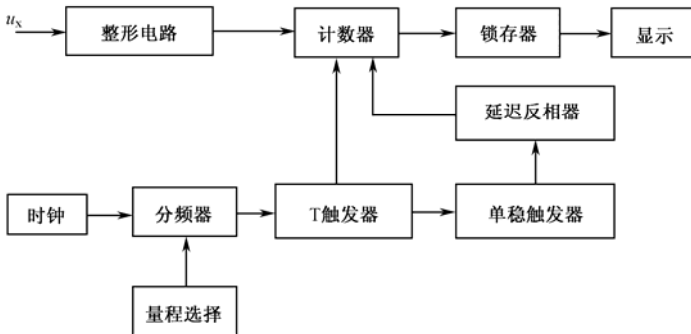 ux
整形电路
计数器
锁存器
显示
延迟反相器
时钟
分频器
T触发器
单稳触发器
量程选择